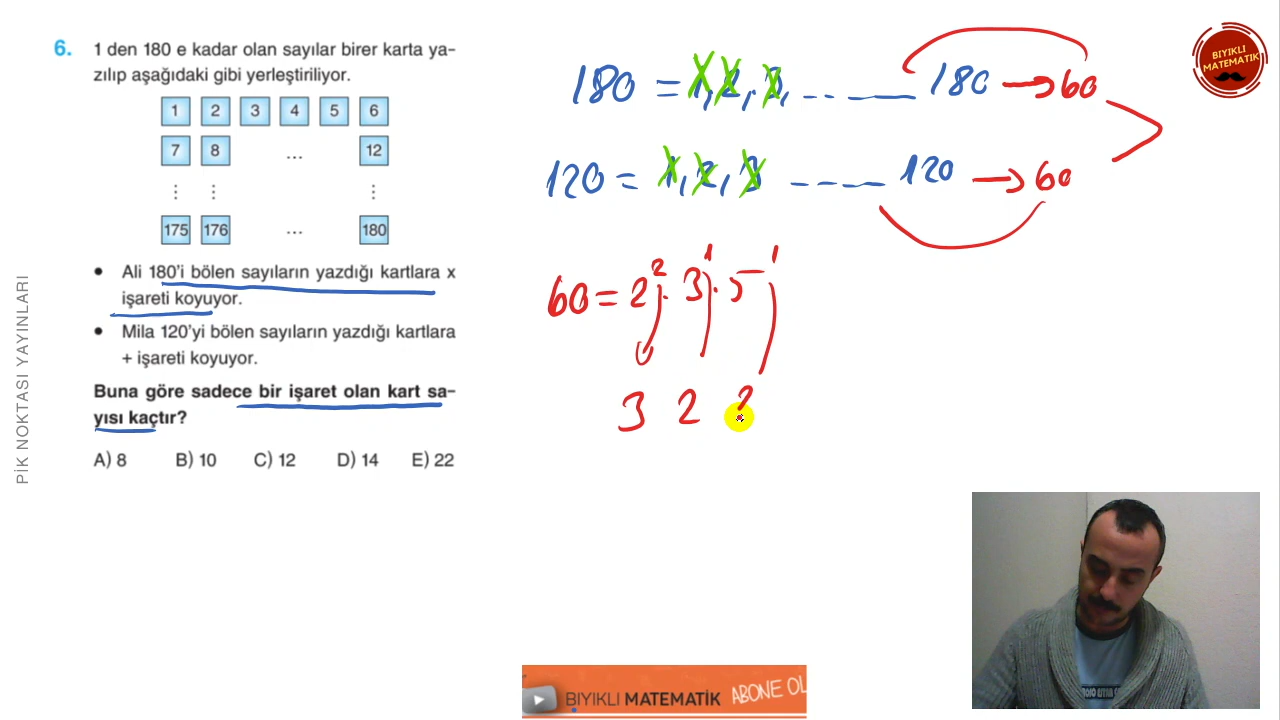 6. 1 den 180 e kadar olan sayılar birer karta ya-
zılıp aşağıdaki gibi yerleştiriliyor.
1 2 3 4 5 6
7 8 ... 12
⋮ ⋮ ⋮
175 176 ... 180
• Ali 180'i bölen sayıların yazdığı kartlara x
işareti koyuyor.
• Mila 120'yi bölen sayıların yazdığı kartlara
+ işareti koyuyor.
Buna göre sadece bir işaret olan kart sa-
yısı kaçtır?
A) 8 B) 10 C) 12 D) 14 E) 22
PİK NOKTASI YAYINLARI
180 = 1, 2, 3, ... 180 → 60
120 = 1, 2, 3 ... 120 → 60
60 = 2². 3¹. 5¹
3 2 2
BIYIKLI
MATEMATİK
BIYIKLI MATEMATİK ABONE OL